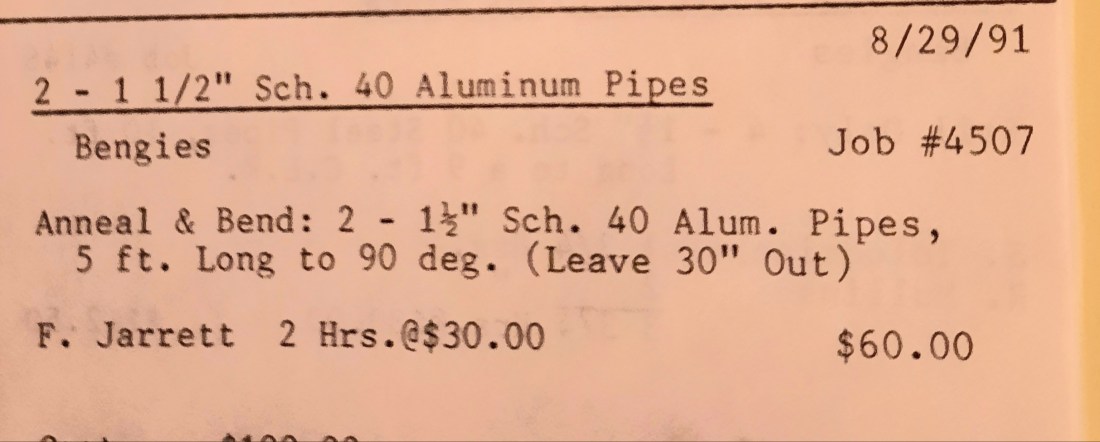 8/29/91
2 - 1 1/2" Sch. 40 Aluminum Pipes
Bengies Job #4507
Anneal & Bend: 2 - 1½" Sch. 40 Alum. Pipes,
5 ft. Long to 90 deg. (Leave 30" Out)
F. Jarrett 2 Hrs.@$30.00 $60.00